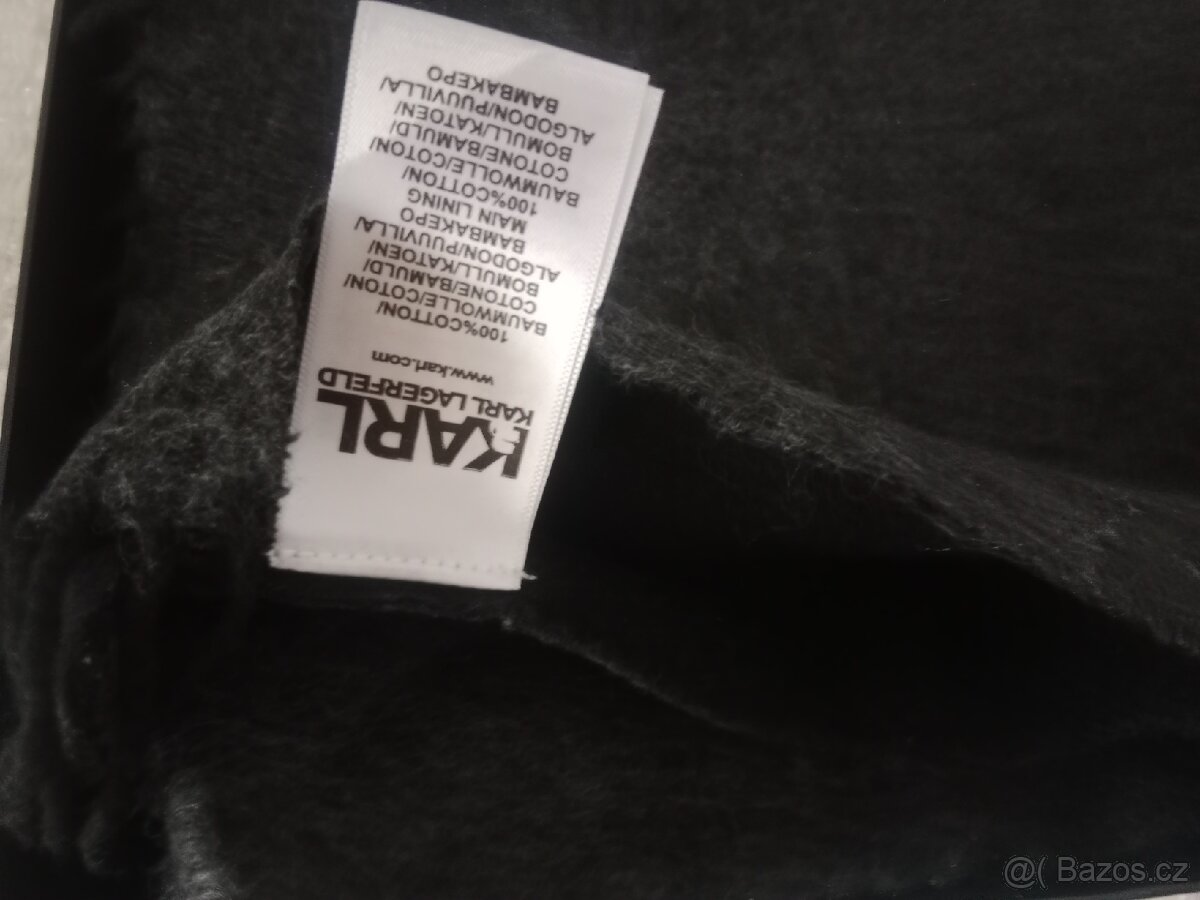 KARL
KARL LAGERFELD
www.karl.com
100%COTTON/
BAUMWOLLE/COTON/
COTONE/BAMULD/
BOMULL/KATOEN/
ALGODON/PUUVILLA/
BAMBAKEPO
MAIN LINING
100%COTTON/
BAUMWOLLE/COTON/
COTONE/BAMULD/
BOMULL/KATOEN/
ALGODON/PUUVILLA/
BAMBAKEPO
@( Bazos.cz